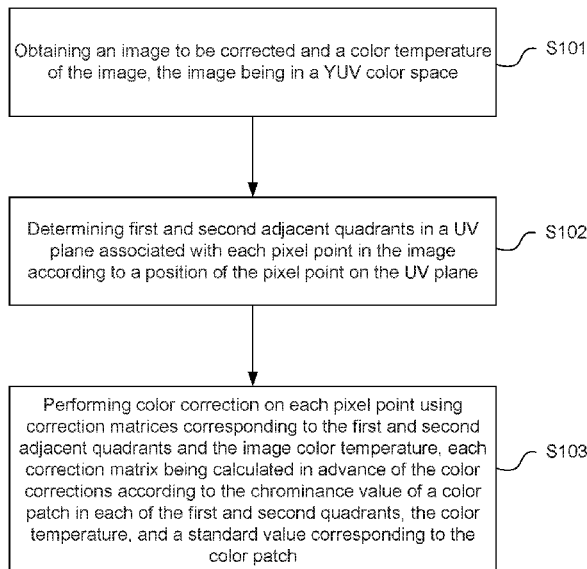 Obtaining an image to be corrected and a color temperature
of the image, the image being in a YUV color space
S101
Determining first and second adjacent quadrants in a UV
plane associated with each pixel point in the image
according to a position of the pixel point on the UV plane
S102
Performing color correction on each pixel point using
correction matrices corresponding to the first and second
adjacent quadrants and the image color temperature, each
correction matrix being calculated in advance of the color
corrections according to the chrominance value of a color
patch in each of the first and second quadrants, the color
temperature, and a standard value corresponding to the
color patch
S103